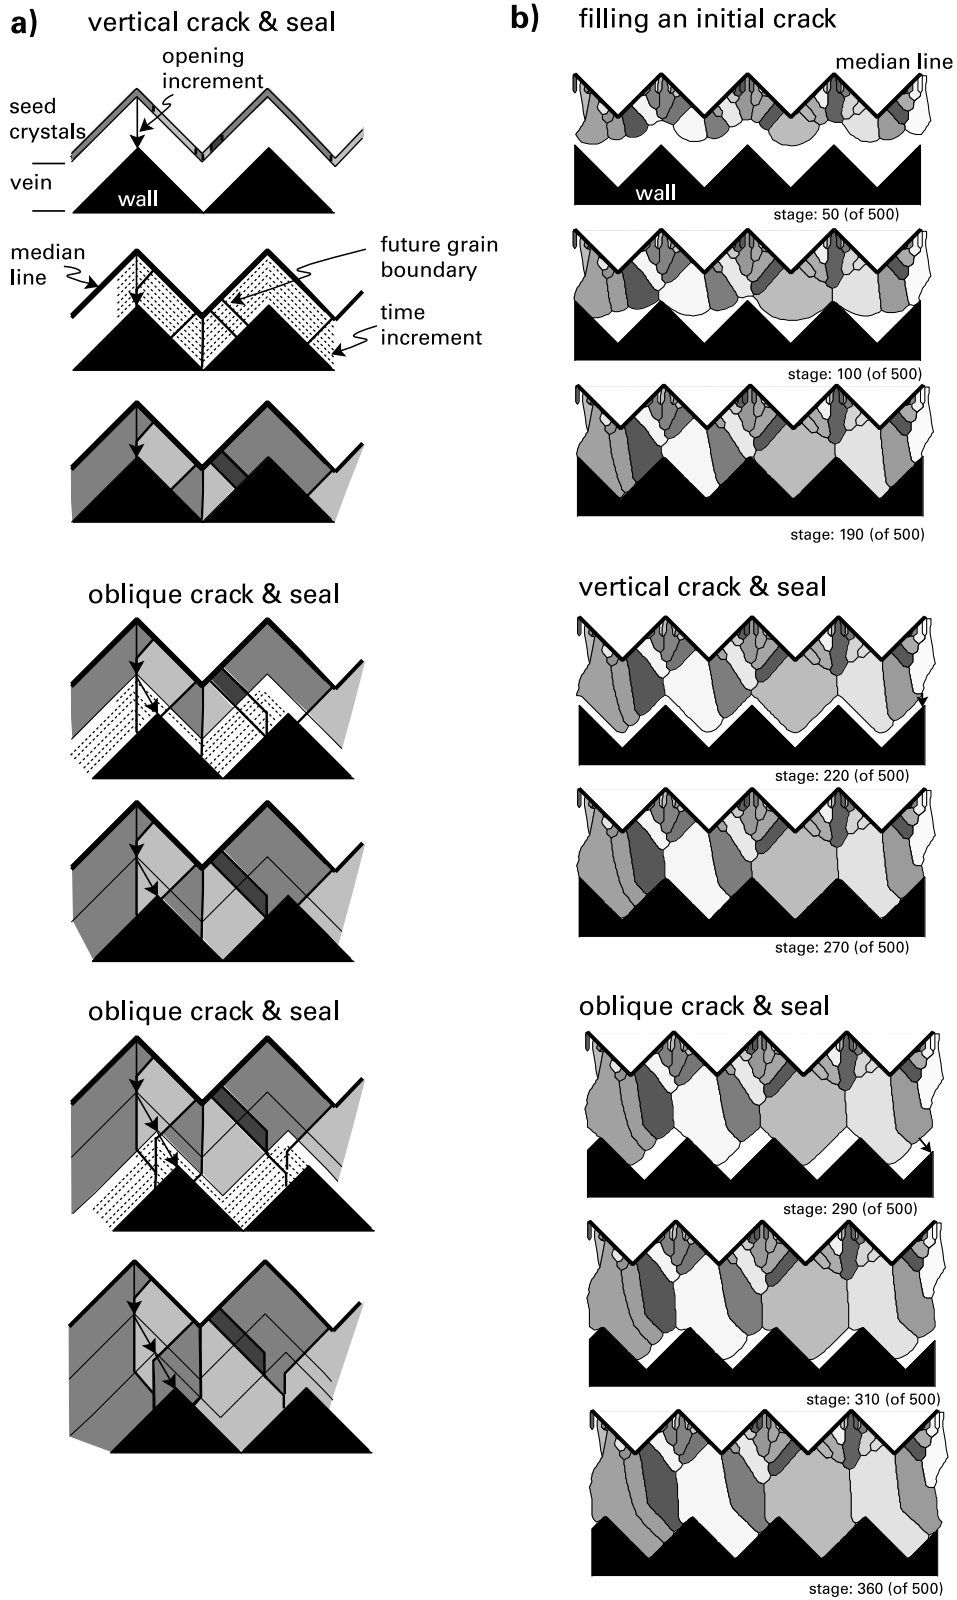 a)
vertical crack & seal
opening
increment
seed
crystals
vein
wall
median
line
future grain
boundary
time
increment
oblique crack & seal
oblique crack & seal
b)
filling an initial crack
median line
wall
stage: 50 (of 500)
stage: 100 (of 500)
stage: 190 (of 500)
vertical crack & seal
stage: 220 (of 500)
stage: 270 (of 500)
oblique crack & seal
stage: 290 (of 500)
stage: 310 (of 500)
stage: 360 (of 500)